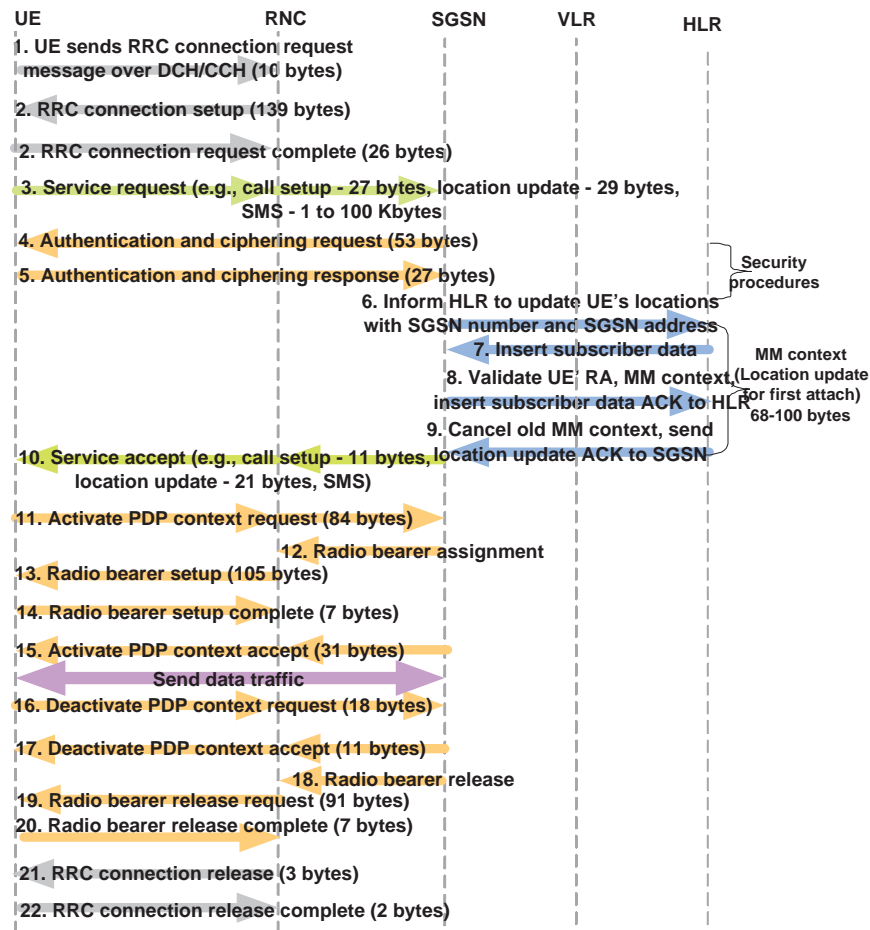 UE RNC SGSN VLR HLR
1. UE sends RRC connection request
message over DCH/CCH (10 bytes)
2. RRC connection setup (139 bytes)
2. RRC connection request complete (26 bytes)
3. Service request (e.g., call setup - 27 bytes, location update - 29 bytes,
SMS - 1 to 100 Kbytes
4. Authentication and ciphering request (53 bytes)
5. Authentication and ciphering response (27 bytes)
Security
procedures
6. Inform HLR to update UE's locations
with SGSN number and SGSN address
7. Insert subscriber data
8. Validate UE' RA, MM context,
insert subscriber data ACK to HLR
MM context
(Location update
for first attach)
68-100 bytes
9. Cancel old MM context, send
location update ACK to SGSN
10. Service accept (e.g., call setup - 11 bytes,
location update - 21 bytes, SMS)
11. Activate PDP context request (84 bytes)
12. Radio bearer assignment
13. Radio bearer setup (105 bytes)
14. Radio bearer setup complete (7 bytes)
15. Activate PDP context accept (31 bytes)
Send data traffic
16. Deactivate PDP context request (18 bytes)
17. Deactivate PDP context accept (11 bytes)
18. Radio bearer release
19. Radio bearer release request (91 bytes)
20. Radio bearer release complete (7 bytes)
21. RRC connection release (3 bytes)
22. RRC connection release complete (2 bytes)